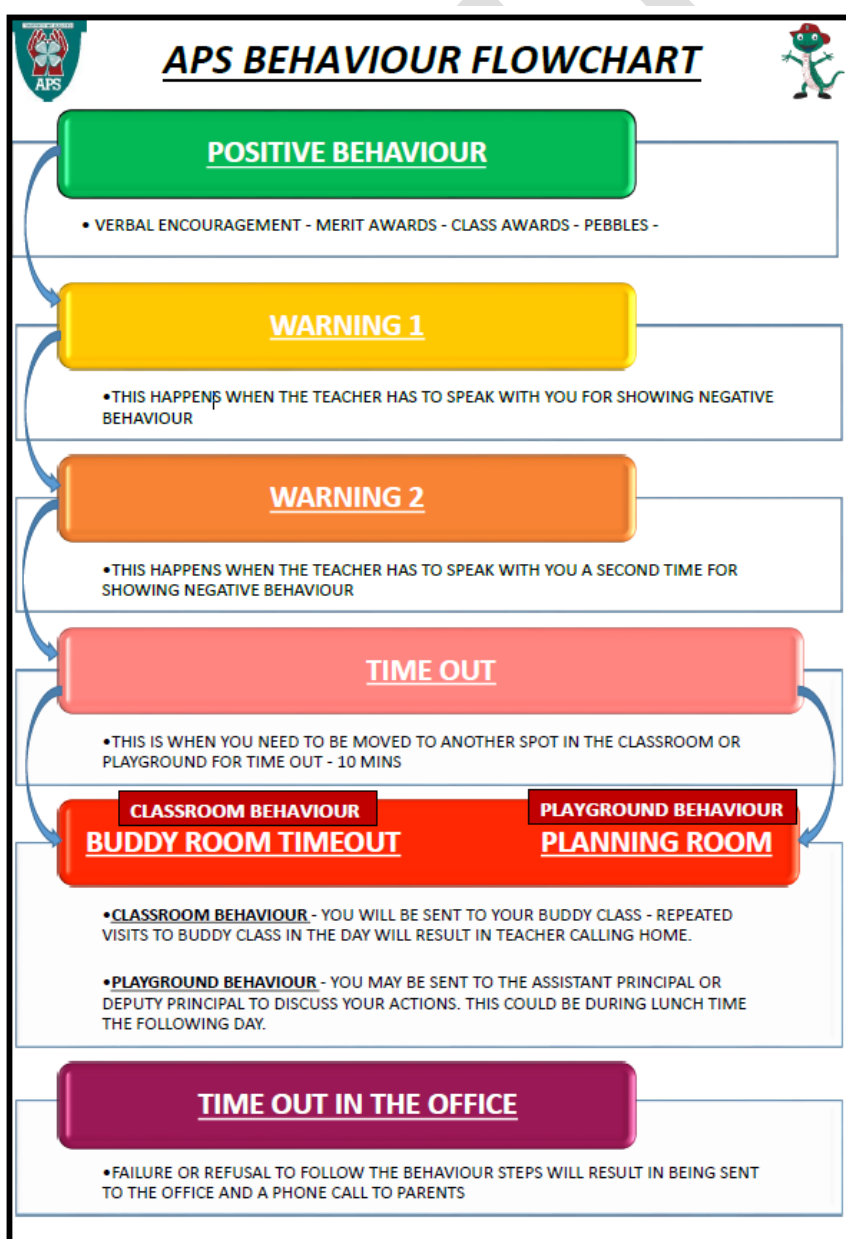 APS BEHAVIOUR FLOWCHART
APS
POSITIVE BEHAVIOUR
• VERBAL ENCOURAGEMENT - MERIT AWARDS - CLASS AWARDS - PEBBLES -
WARNING 1
•THIS HAPPENS WHEN THE TEACHER HAS TO SPEAK WITH YOU FOR SHOWING NEGATIVE
BEHAVIOUR
WARNING 2
•THIS HAPPENS WHEN THE TEACHER HAS TO SPEAK WITH YOU A SECOND TIME FOR
SHOWING NEGATIVE BEHAVIOUR
TIME OUT
•THIS IS WHEN YOU NEED TO BE MOVED TO ANOTHER SPOT IN THE CLASSROOM OR
PLAYGROUND FOR TIME OUT - 10 MINS
CLASSROOM BEHAVIOUR
BUDDY ROOM TIMEOUT
PLAYGROUND BEHAVIOUR
PLANNING ROOM
•CLASSROOM BEHAVIOUR - YOU WILL BE SENT TO YOUR BUDDY CLASS - REPEATED
VISITS TO BUDDY CLASS IN THE DAY WILL RESULT IN TEACHER CALLING HOME.
•PLAYGROUND BEHAVIOUR - YOU MAY BE SENT TO THE ASSISTANT PRINCIPAL OR
DEPUTY PRINCIPAL TO DISCUSS YOUR ACTIONS. THIS COULD BE DURING LUNCH TIME
THE FOLLOWING DAY.
TIME OUT IN THE OFFICE
•FAILURE OR REFUSAL TO FOLLOW THE BEHAVIOUR STEPS WILL RESULT IN BEING SENT
TO THE OFFICE AND A PHONE CALL TO PARENTS